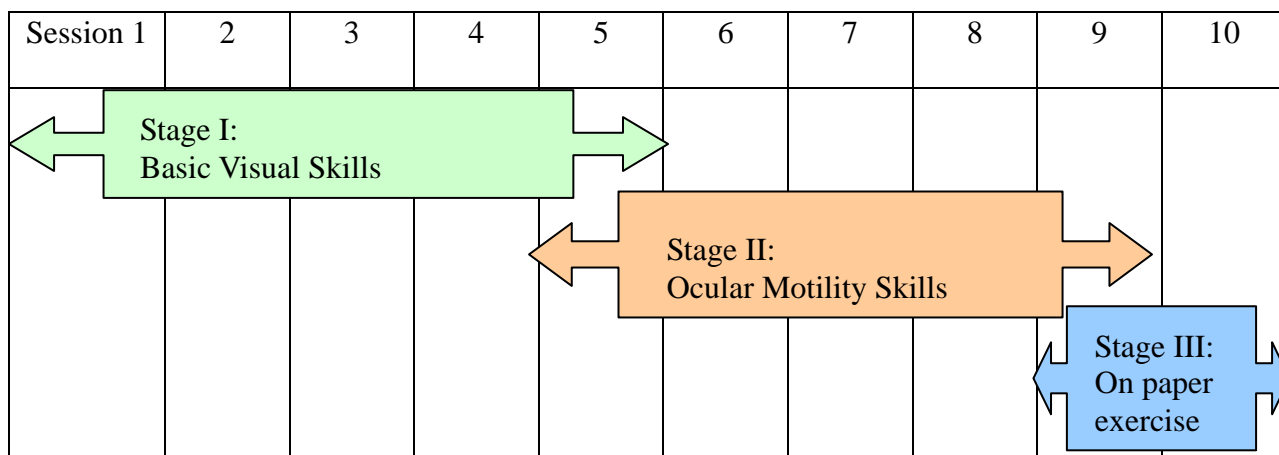 Session 1 2 3 4 5 6 7 8 9 10
Stage I:
Basic Visual Skills
Stage II:
Ocular Motility Skills
Stage III:
On paper
exercise